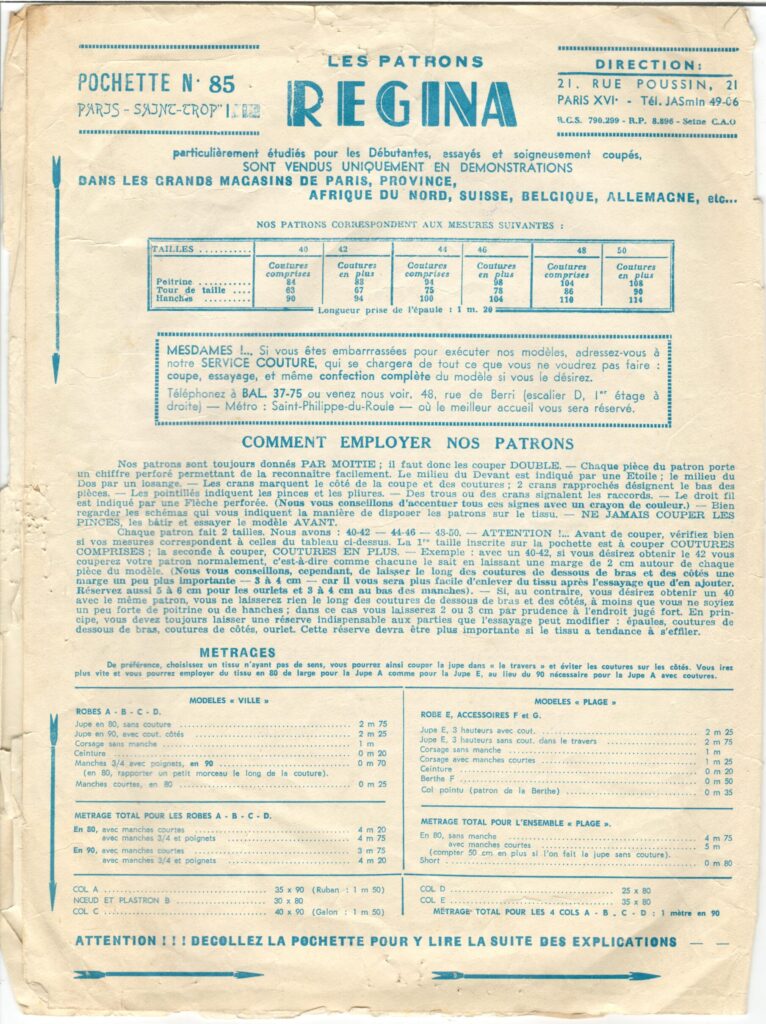 POCHETTE N° 85
PARIS - SAINT-TROP"
LES PATRONS
REGINA
DIRECTION:
21, RUE POUSSIN, 21
PARIS XVIe - Tél. JASmin 49-06
R.C.S. 790.299 - R.P. 8.896 - Seine C.A.O
particulièrement étudiés pour les Débutantes, essayés et soigneusement coupés,
SONT VENDUS UNIQUEMENT EN DEMONSTRATIONS
DANS LES GRANDS MAGASINS DE PARIS, PROVINCE,
AFRIQUE DU NORD, SUISSE, BELGIQUE, ALLEMAGNE, etc...
NOS PATRONS CORRESPONDENT AUX MESURES SUIVANTES :
TAILLES ........... 40 42 44 46 48 50
Coutures Coutures Coutures Coutures Coutures Coutures
comprises en plus comprises en plus comprises en plus
Poitrine ........... 84 88 94 98 104 108
Tour de taille .... 63 67 75 78 86 90
Hanches .......... 90 94 100 104 110 114
Longueur prise de l'épaule : 1 m. 20
MESDAMES !... Si vous êtes embarrassées pour exécuter nos modèles, adressez-vous à
notre SERVICE COUTURE, qui se chargera de tout ce que vous ne voudrez pas faire :
coupe, essayage, et même confection complète du modèle si vous le désirez.
Téléphonez à BAL. 37-75 ou venez nous voir, 48, rue de Berri (escalier D, 1er étage à
droite) — Métro : Saint-Philippe-du-Roule — où le meilleur accueil vous sera réservé.
COMMENT EMPLOYER NOS PATRONS
Nos patrons sont toujours donnés PAR MOITIE ; il faut donc les couper DOUBLE. — Chaque pièce du patron porte
un chiffre perforé permettant de la reconnaître facilement. Le milieu du Devant est indiqué par une Etoile ; le milieu du
Dos par un losange. — Les crans marquent le côté de la coupe et des coutures ; 2 crans rapprochés désignent le bas des
pièces. — Les pointillés indiquent les pinces et les pliures. — Des trous ou des crans signalent les raccords. — Le droit fil
est indiqué par une Flèche perforée. (Nous vous conseillons d'accentuer tous ces signes avec un crayon de couleur.) — Bien
regarder les schémas qui vous indiquent la manière de disposer les patrons sur le tissu. — NE JAMAIS COUPER LES
PINCES, les bâtir et essayer le modèle AVANT.
Chaque patron fait 2 tailles. Nous avons : 40-42 — 44-46 — 48-50. — ATTENTION !... Avant de couper, vérifiez bien
si vos mesures correspondent à celles du tableau ci-dessus. La 1re taille inscrite sur la pochette est à couper COUTURES
COMPRISES ; la seconde à couper, COUTURES EN PLUS. — Exemple : avec un 40-42, si vous désirez obtenir le 42 vous
couperez votre patron normalement, c'est-à-dire comme chacune le sait en laissant une marge de 2 cm autour de chaque
pièce du modèle. (Nous vous conseillons, cependant, de laisser le long des coutures de dessous de bras et des côtés une
marge un peu plus importante — 3 à 4 cm — car il vous sera plus facile d'enlever du tissu après l'essayage que d'en ajouter.
Réservez aussi 5 à 6 cm pour les ourlets et 3 à 4 cm au bas des manches). — Si, au contraire, vous désirez obtenir un 40
avec le même patron, vous ne laisserez rien le long des coutures de dessous de bras et des côtés, à moins que vous ne soyiez
un peu forte de poitrine ou de hanches ; dans ce cas vous laisserez 2 ou 3 cm par prudence à l'endroit jugé fort. En prin-
cipe, vous devez toujours laisser une réserve indispensable aux parties que l'essayage peut modifier : épaules, coutures de
dessous de bras, coutures de côtés, ourlet. Cette réserve devra être plus importante si le tissu a tendance à s'effiler.
METRAGES
De préférence, choisissez un tissu n'ayant pas de sens, vous pourrez ainsi couper la jupe dans « le travers » et éviter les coutures sur les côtés. Vous irez
plus vite et vous pourrez employer du tissu en 80 de large pour la Jupe A comme pour la Jupe E, au lieu du 90 nécessaire pour la Jupe A avec coutures.
MODELES « VILLE »
ROBES A - B - C - D.
Jupe en 80, sans couture ........ 2 m 75
Jupe en 90, avec cout. côtés ........ 2 m 25
Corsage sans manche ........ 1 m
Ceinture ........ 0 m 20
Manches 3/4 avec poignets, en 90 ........ 0 m 70
(en 80, rapporter un petit morceau le long de la couture).
Manches courtes, en 80 ........ 0 m 25
METRAGE TOTAL POUR LES ROBES A - B - C - D.
En 80, avec manches courtes ........ 4 m 20
avec manches 3/4 et poignets ........ 4 m 75
En 90, avec manches courtes ........ 3 m 75
avec manches 3/4 et poignets ........ 4 m 20
COL A ........ 35 x 90 (Ruban : 1 m 50)
NŒUD ET PLASTRON B ........ 30 x 80
COL C ........ 40 x 90 (Galon : 1 m 50)
MODELES « PLAGE »
ROBE E, ACCESSOIRES F et G.
Jupe E, 3 hauteurs avec cout. ........ 2 m 25
Jupe E, 3 hauteurs sans cout. dans le travers ........ 2 m 75
Corsage sans manche ........ 1 m
Corsage avec manches courtes ........ 1 m 25
Ceinture ........ 0 m 20
Berthe F ........ 0 m 50
Col pointu (patron de la Berthe) ........ 0 m 35
METRAGE TOTAL POUR L'ENSEMBLE « PLAGE ».
En 80, sans manche ........ 4 m 75
avec manches courtes ........ 5 m
(compter 50 cm en plus si l'on fait la jupe sans couture).
Short ........ 0 m 80
COL D ........ 25 x 80
COL E ........ 35 x 80
METRAGE TOTAL POUR LES 4 COLS A - B - C - D : 1 mètre en 90
ATTENTION !!! DECOLLEZ LA POCHETTE POUR Y LIRE LA SUITE DES EXPLICATIONS — —